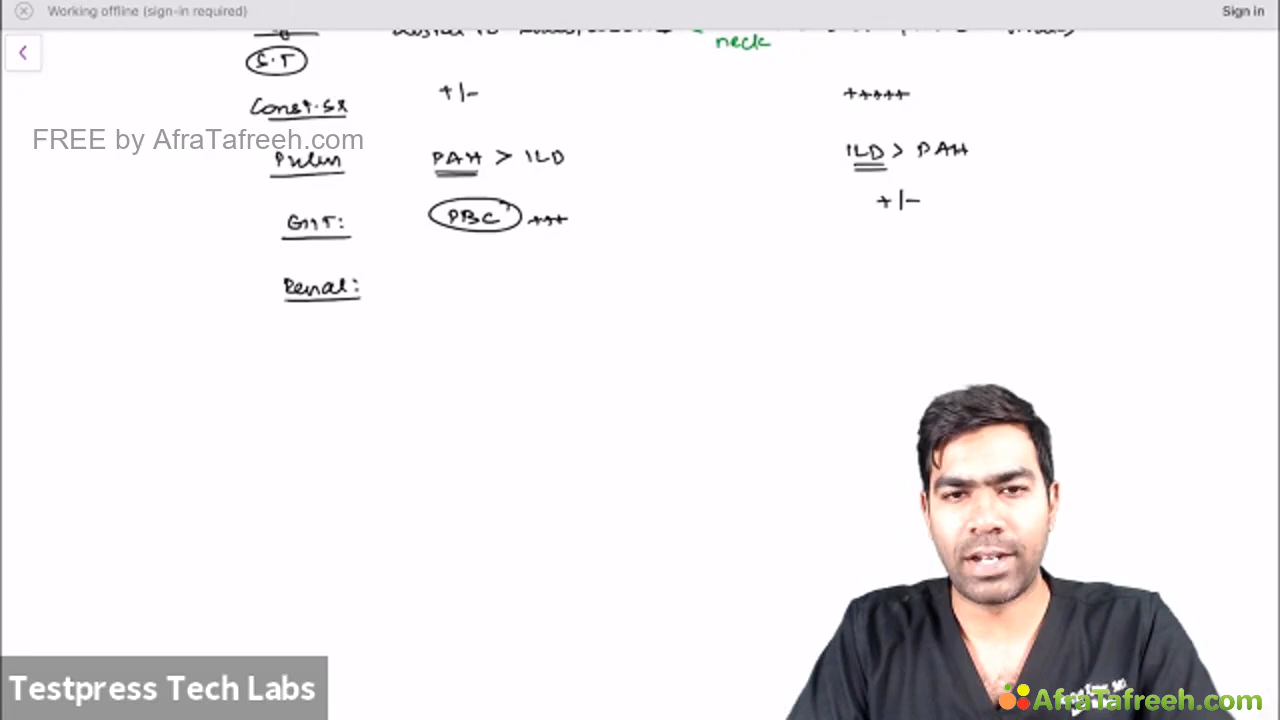 Working offline (sign-in required) Sign in
neck
S.T
+/- +++++
Const.sx
FREE by AfraTafreeh.com
Pulm PAH > ILD ILD > PAH
+/-
GIT: PBC +++
Renal:
Testpress Tech Labs
AfraTafreeh.com